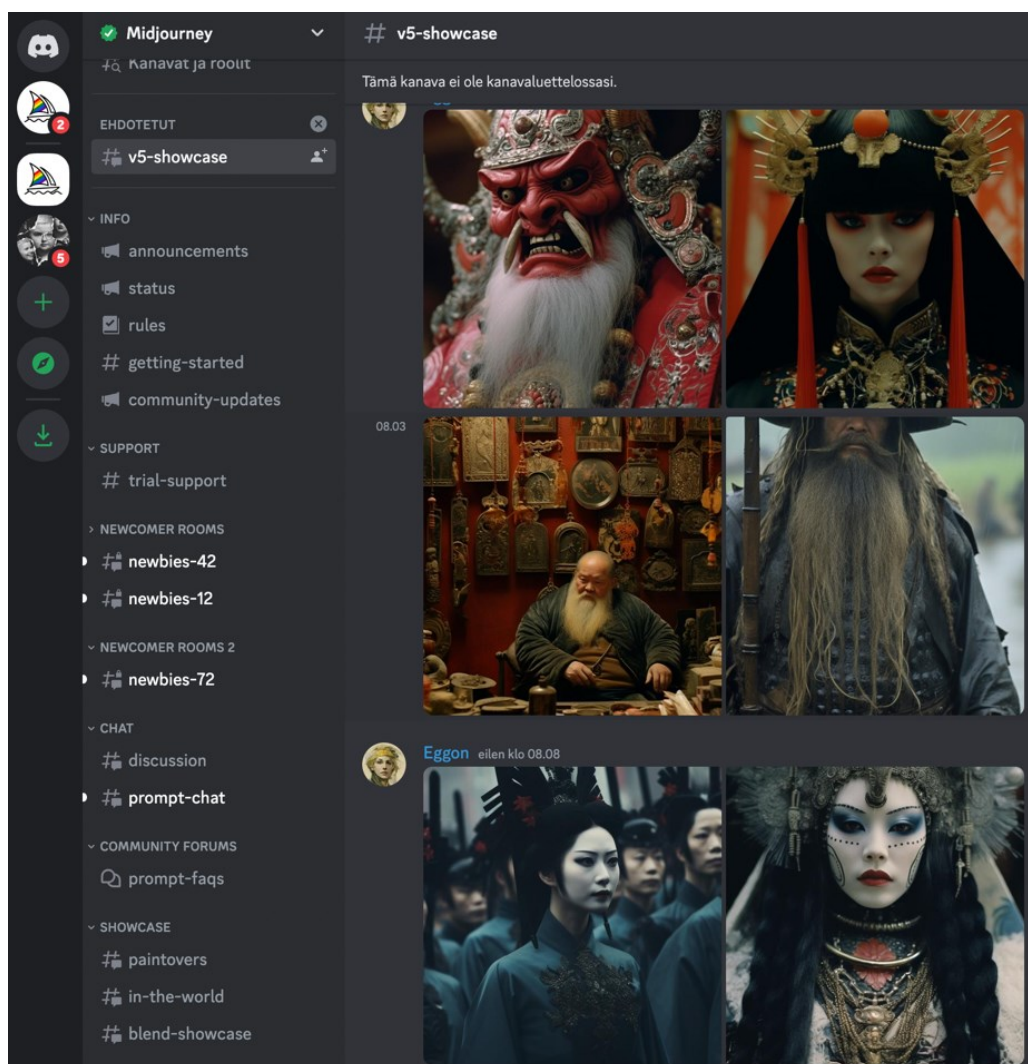 Midjourney
Kanavat ja roolit
EHDOTETUT
v5-showcase
INFO
announcements
status
rules
getting-started
community-updates
SUPPORT
trial-support
NEWCOMER ROOMS
newbies-42
newbies-12
NEWCOMER ROOMS 2
newbies-72
CHAT
discussion
prompt-chat
COMMUNITY FORUMS
prompt-faqs
SHOWCASE
paintovers
in-the-world
blend-showcase
2
5
v5-showcase
Tämä kanava ei ole kanavaluettelossasi.
08.03
Eggon eilen klo 08.08